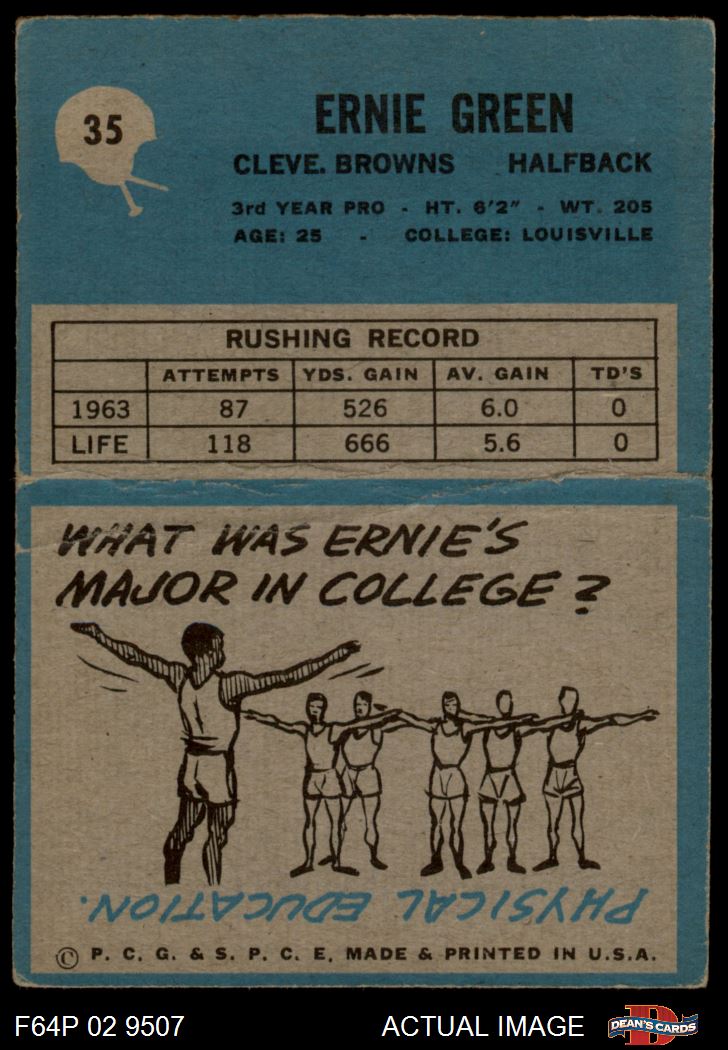 35
ERNIE GREEN
CLEVE. BROWNS HALFBACK
3rd YEAR PRO - HT. 6'2" - WT. 205
AGE: 25 - COLLEGE: LOUISVILLE
RUSHING RECORD
ATTEMPTS YDS. GAIN AV. GAIN TD'S
1963 87 526 6.0 0
LIFE 118 666 5.6 0
WHAT WAS ERNIE'S
MAJOR IN COLLEGE?
PHYSICAL EDUCATION.
© P. C. G. & S. P. C. E. MADE & PRINTED IN U.S.A.
F64P 02 9507 ACTUAL IMAGE DEAN'S CARDS